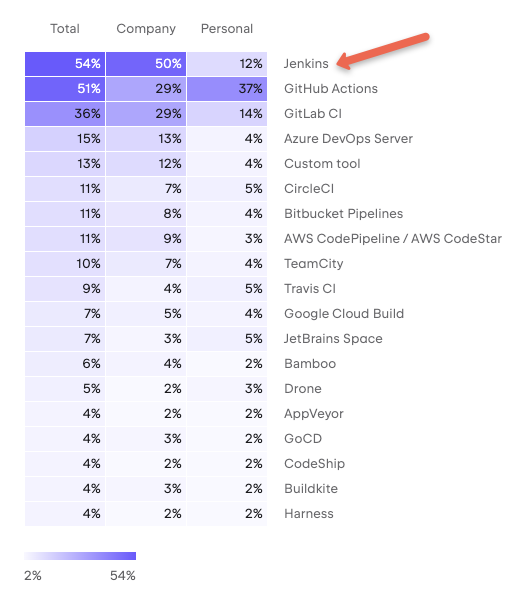 Total Company Personal
54% 50% 12% Jenkins
51% 29% 37% GitHub Actions
36% 29% 14% GitLab CI
15% 13% 4% Azure DevOps Server
13% 12% 4% Custom tool
11% 7% 5% CircleCI
11% 8% 4% Bitbucket Pipelines
11% 9% 3% AWS CodePipeline / AWS CodeStar
10% 7% 4% TeamCity
9% 4% 5% Travis CI
7% 5% 4% Google Cloud Build
7% 3% 5% JetBrains Space
6% 4% 2% Bamboo
5% 2% 3% Drone
4% 2% 2% AppVeyor
4% 3% 2% GoCD
4% 2% 2% CodeShip
4% 3% 2% Buildkite
4% 2% 2% Harness
2% 54%